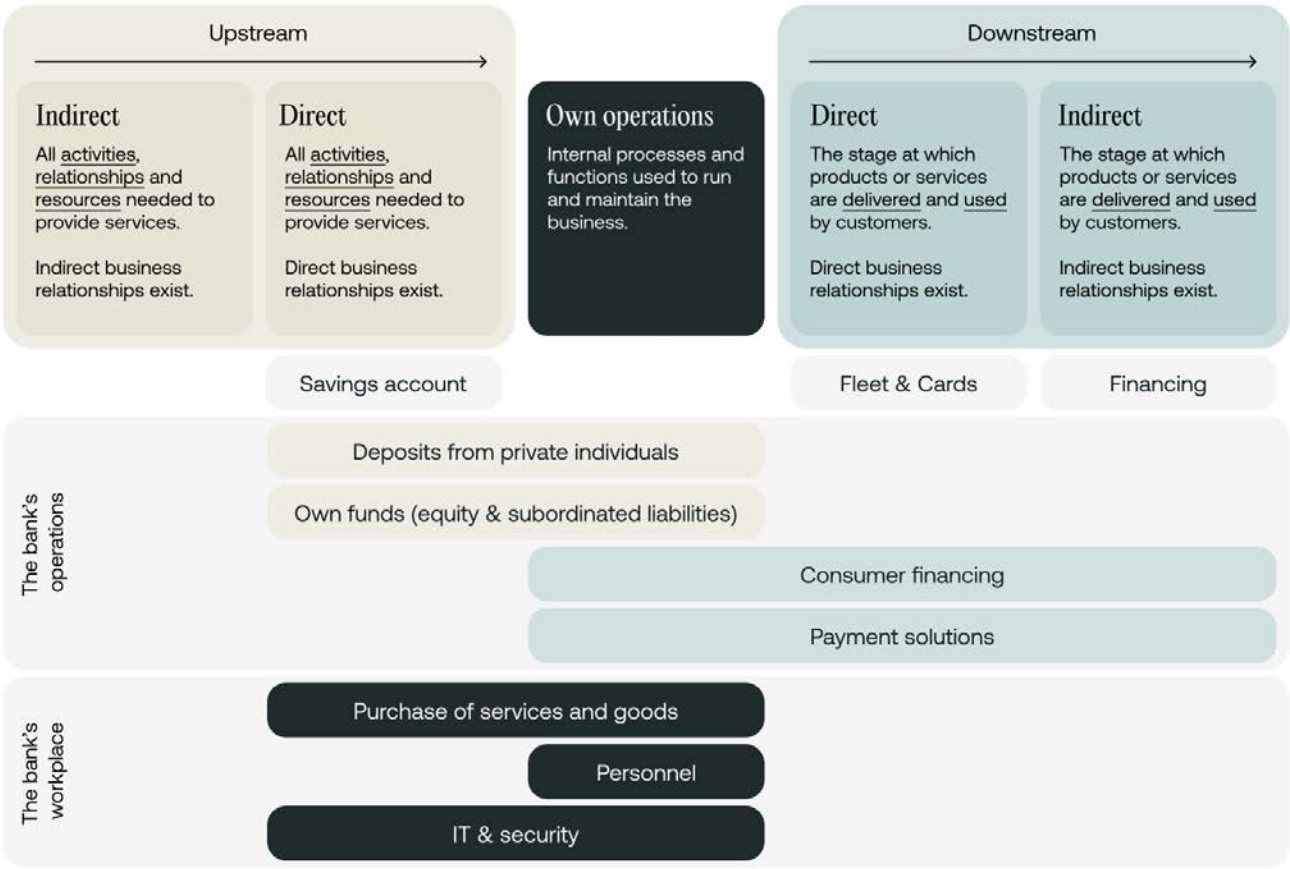 Upstream
Indirect
All activities,
relationships and
resources needed to
provide services.
Indirect business
relationships exist.
Direct
All activities,
relationships and
resources needed to
provide services.
Direct business
relationships exist.
Own operations
Internal processes and
functions used to run
and maintain the
business.
Downstream
Direct
The stage at which
products or services
are delivered and used
by customers.
Direct business
relationships exist.
Indirect
The stage at which
products or services
are delivered and used
by customers.
Indirect business
relationships exist.
Savings account
Fleet & Cards
Financing
The bank's
operations
Deposits from private individuals
Own funds (equity & subordinated liabilities)
Consumer financing
Payment solutions
The bank's
workplace
Purchase of services and goods
Personnel
IT & security